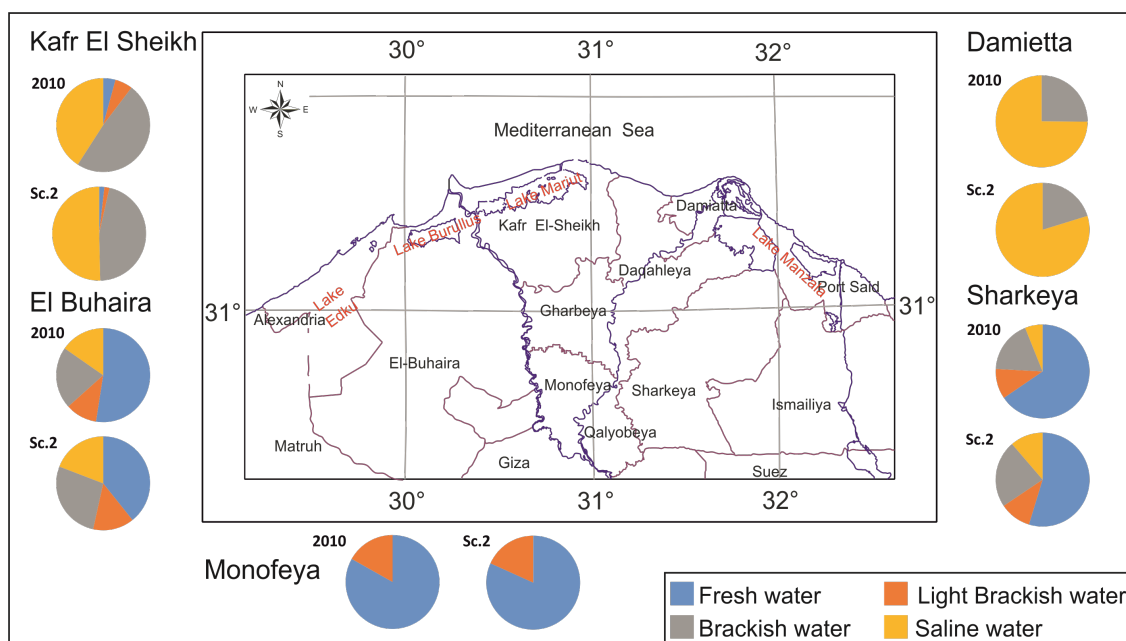 Kafr El Sheikh
2010
Sc.2
El Buhaira
2010
Sc.2
30° 31° 32°
N
W E
S
Mediterranean Sea
Lake Mariut
Lake Burullus
Kafr El-Sheikh
Damiatta
Daqahleya
Lake Manzala
Port Said
Lake
Edku
31° 31°
Alexandria
Gharbeya
El-Buhaira
Monofeya
Sharkeya
Ismailiya
Qalyobeya
Matruh
Giza
Suez
30° 31° 32°
Damietta
2010
Sc.2
Sharkeya
2010
Sc.2
Monofeya
2010
Sc.2
Fresh water
Light Brackish water
Brackish water
Saline water